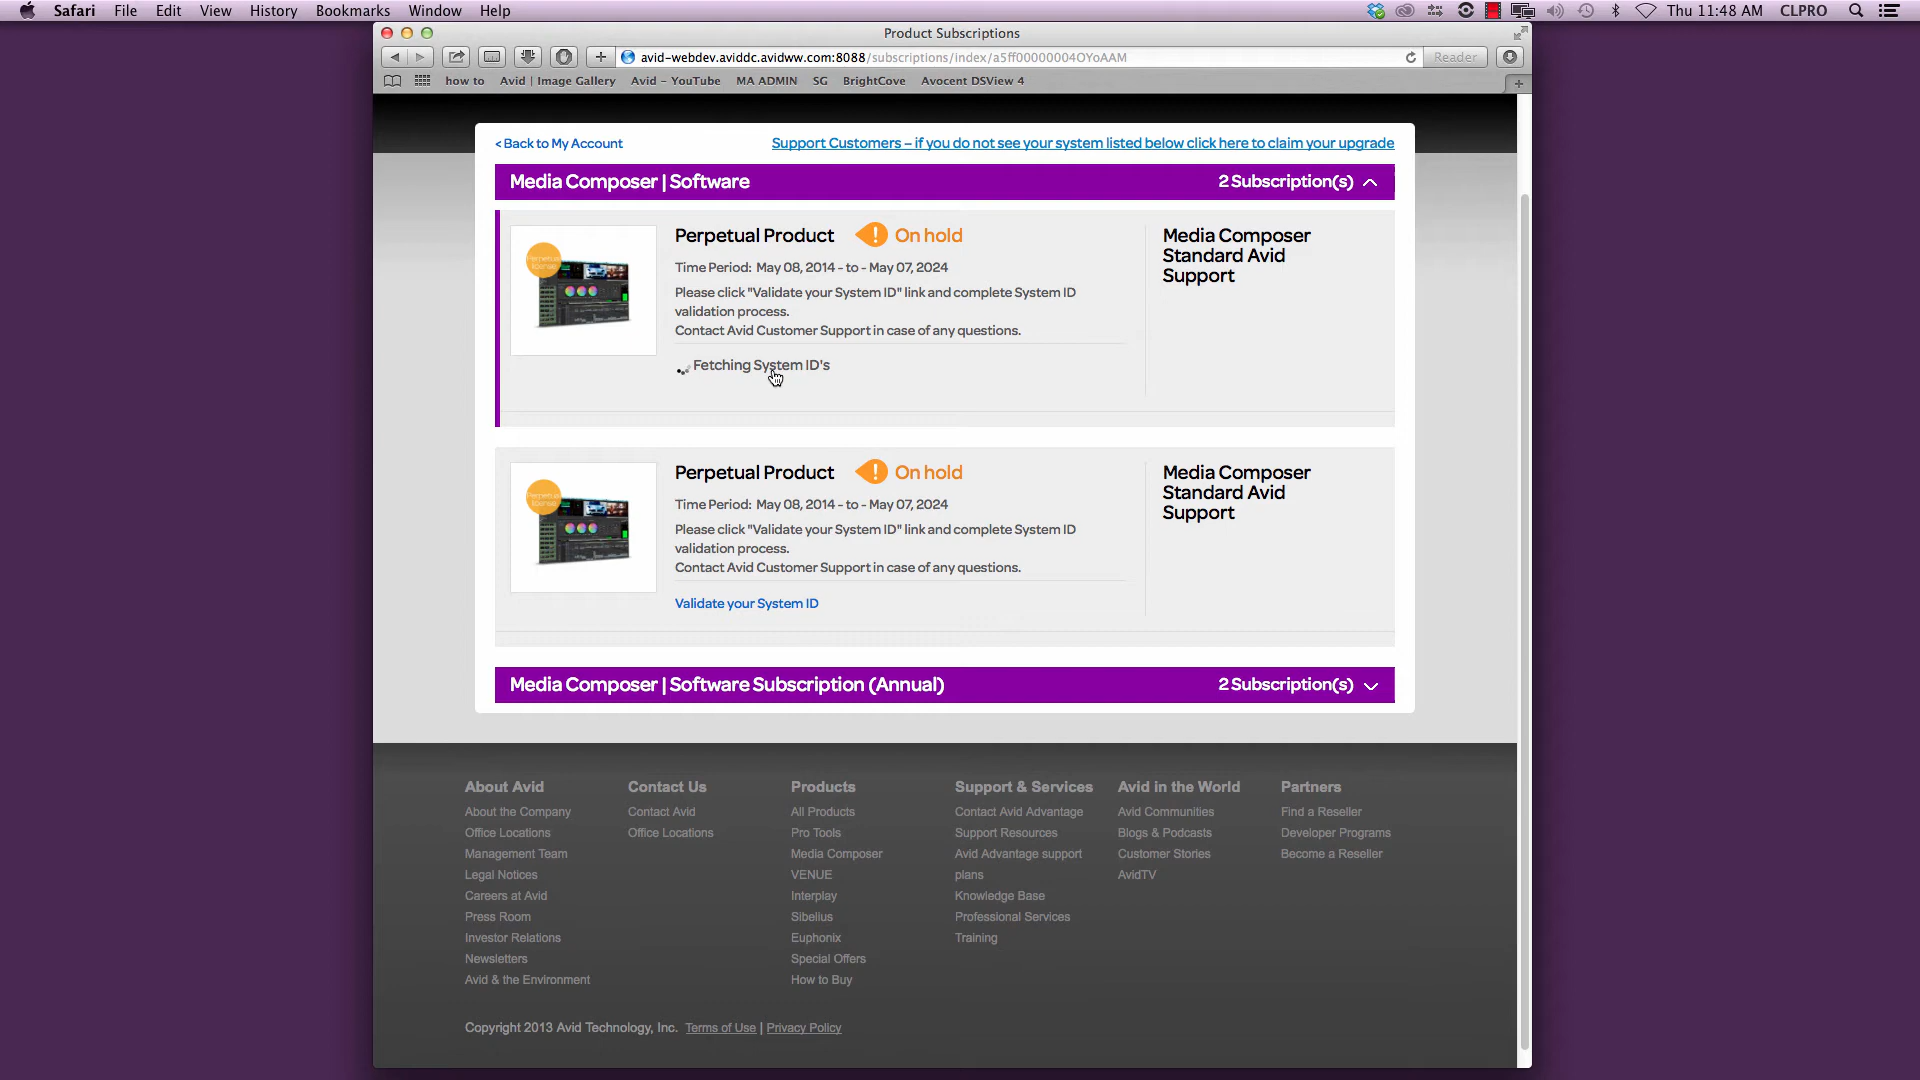 Safari File Edit View History Bookmarks Window Help Thu 11:48 AM CLPRO
Product Subscriptions
avid-webdev.aviddc.avidww.com:8088/subscriptions/index/a5ff00000004OYoAAM Reader
how to Avid | Image Gallery Avid – YouTube MA ADMIN SG BrightCove Avocent DSView 4
< Back to My Account Support Customers – if you do not see your system listed below click here to claim your upgrade
Media Composer | Software 2 Subscription(s)
Perpetual Product On hold
Time Period: May 08, 2014 - to - May 07, 2024
Please click "Validate your System ID" link and complete System ID
validation process.
Contact Avid Customer Support in case of any questions.
Fetching System ID's
Media Composer
Standard Avid
Support
Perpetual Product On hold
Time Period: May 08, 2014 - to - May 07, 2024
Please click "Validate your System ID" link and complete System ID
validation process.
Contact Avid Customer Support in case of any questions.
Validate your System ID
Media Composer
Standard Avid
Support
Media Composer | Software Subscription (Annual) 2 Subscription(s)
About Avid
About the Company
Office Locations
Management Team
Legal Notices
Careers at Avid
Press Room
Investor Relations
Newsletters
Avid & the Environment
Contact Us
Contact Avid
Office Locations
Products
All Products
Pro Tools
Media Composer
VENUE
Interplay
Sibelius
Euphonix
Special Offers
How to Buy
Support & Services
Contact Avid Advantage
Support Resources
Avid Advantage support
plans
Knowledge Base
Professional Services
Training
Avid in the World
Avid Communities
Blogs & Podcasts
Customer Stories
AvidTV
Partners
Find a Reseller
Developer Programs
Become a Reseller
Copyright 2013 Avid Technology, Inc. Terms of Use | Privacy Policy